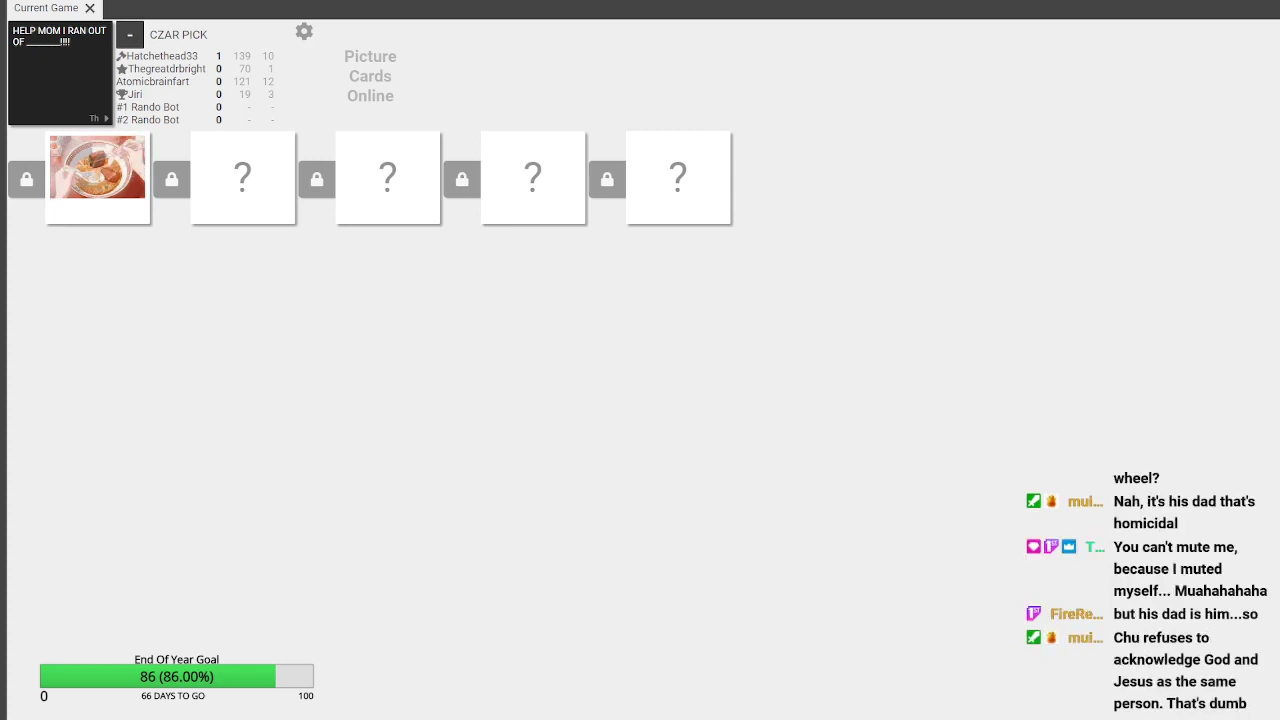 Current Game
HELP MOM I RAN OUT
OF ______!!!!
Th
-
CZAR PICK
Hatchethead33 1 139 10
Thegreatdrbright 0 70 1
Atomicbrainfart 0 121 12
Jiri 0 19 3
#1 Rando Bot 0 - -
#2 Rando Bot 0 - -
Picture
Cards
Online
? ? ? ?
wheel?
mui... Nah, it's his dad that's
homicidal
T... You can't mute me,
because I muted
myself... Muahahahaha
FireRe... but his dad is him...so
mui... Chu refuses to
acknowledge God and
Jesus as the same
person. That's dumb
End Of Year Goal
86 (86.00%)
0 66 DAYS TO GO 100